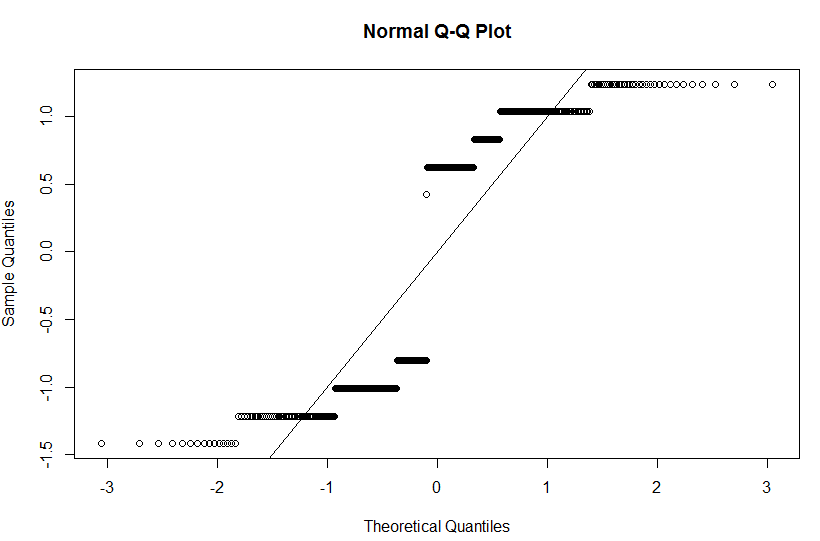 Normal Q-Q Plot
Sample Quantiles
1.0
0.5
0.0
-0.5
-1.0
-1.5
-3 -2 -1 0 1 2 3
Theoretical Quantiles